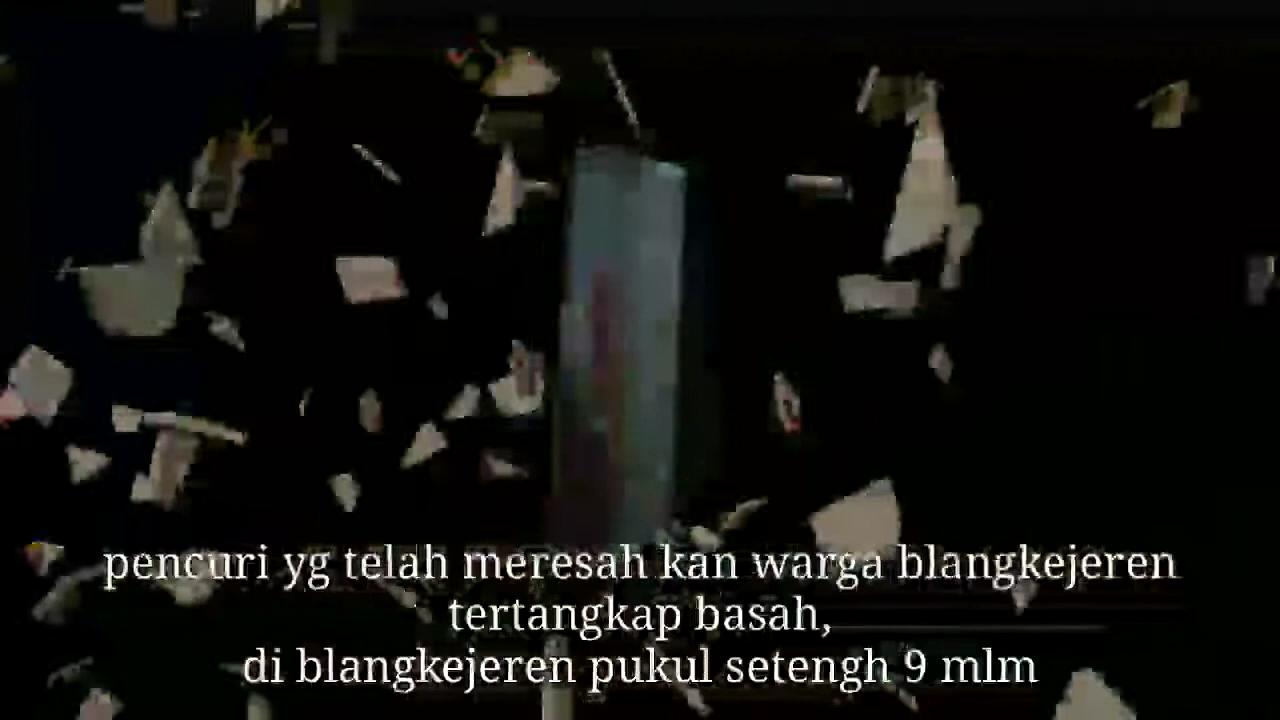 pencuri yg telah meresah kan warga blangkejeren
tertangkap basah,
di blangkejeren pukul setengh 9 mlm